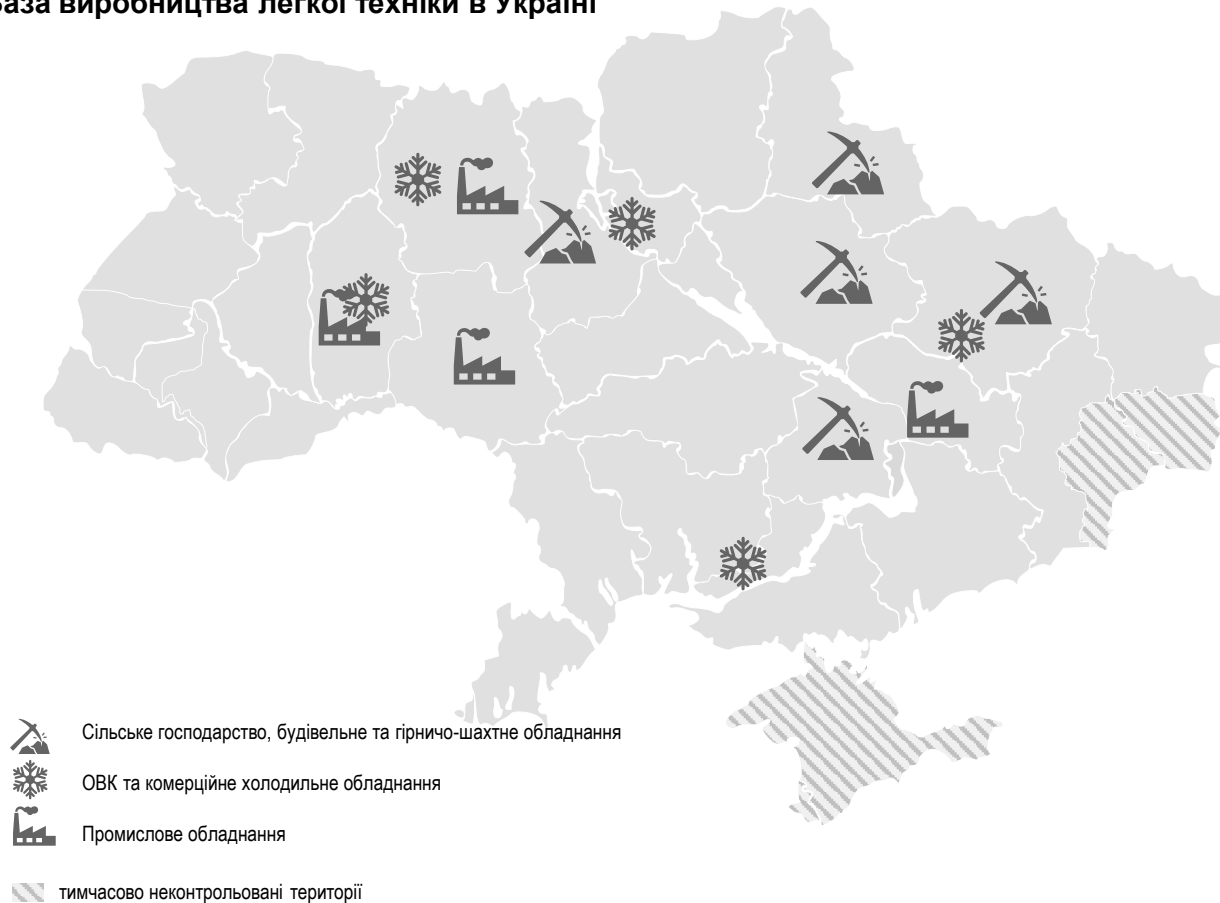 База виробництва легкої техніки в Україні
Сільське господарство, будівельне та гірничо-шахтне обладнання
ОВК та комерційне холодильне обладнання
Промислове обладнання
тимчасово неконтрольовані території